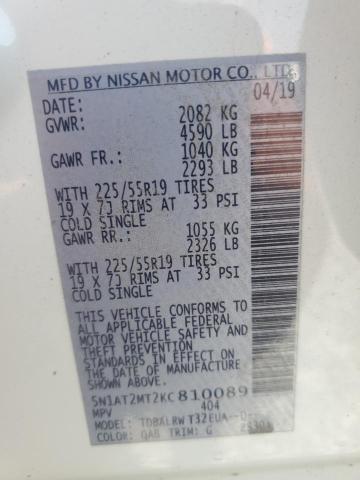 MFD BY NISSAN MOTOR CO., LTD.
DATE: 04/19
GVWR: 2082 KG
4590 LB
GAWR FR.: 1040 KG
2293 LB
WITH 225/55R19 TIRES
19 X 7J RIMS AT 33 PSI
COLD SINGLE
GAWR RR.: 1055 KG
2326 LB
WITH 225/55R19 TIRES
19 X 7J RIMS AT 33 PSI
COLD SINGLE
THIS VEHICLE CONFORMS TO
ALL APPLICABLE FEDERAL
MOTOR VEHICLE SAFETY AND
THEFT PREVENTION
STANDARDS IN EFFECT ON
THE DATE OF MANUFACTURE
SHOWN ABOVE.
5N1AT2MT2KC810089
MPV 404
MODEL:
COLOR: QAB TRIM: G